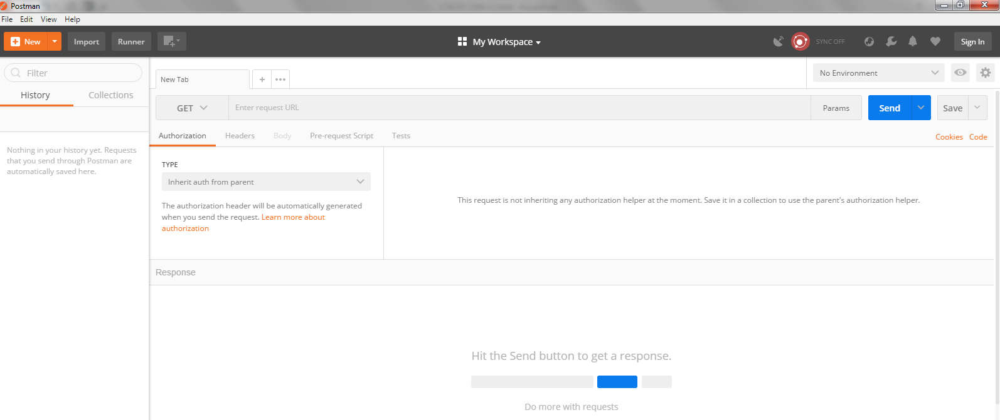 Postman
File Edit View Help
New Import Runner My Workspace SYNC OFF Sign In
Filter
History Collections
Nothing in your history yet. Requests
that you send through Postman are
automatically saved here.
New Tab + ••• No Environment
GET Enter request URL Params Send Save
Authorization Headers Body Pre-request Script Tests Cookies Code
TYPE
Inherit auth from parent
The authorization header will be automatically generated
when you send the request. Learn more about
authorization
This request is not inheriting any authorization helper at the moment. Save it in a collection to use the parent's authorization helper.
Response
Hit the Send button to get a response.
Do more with requests